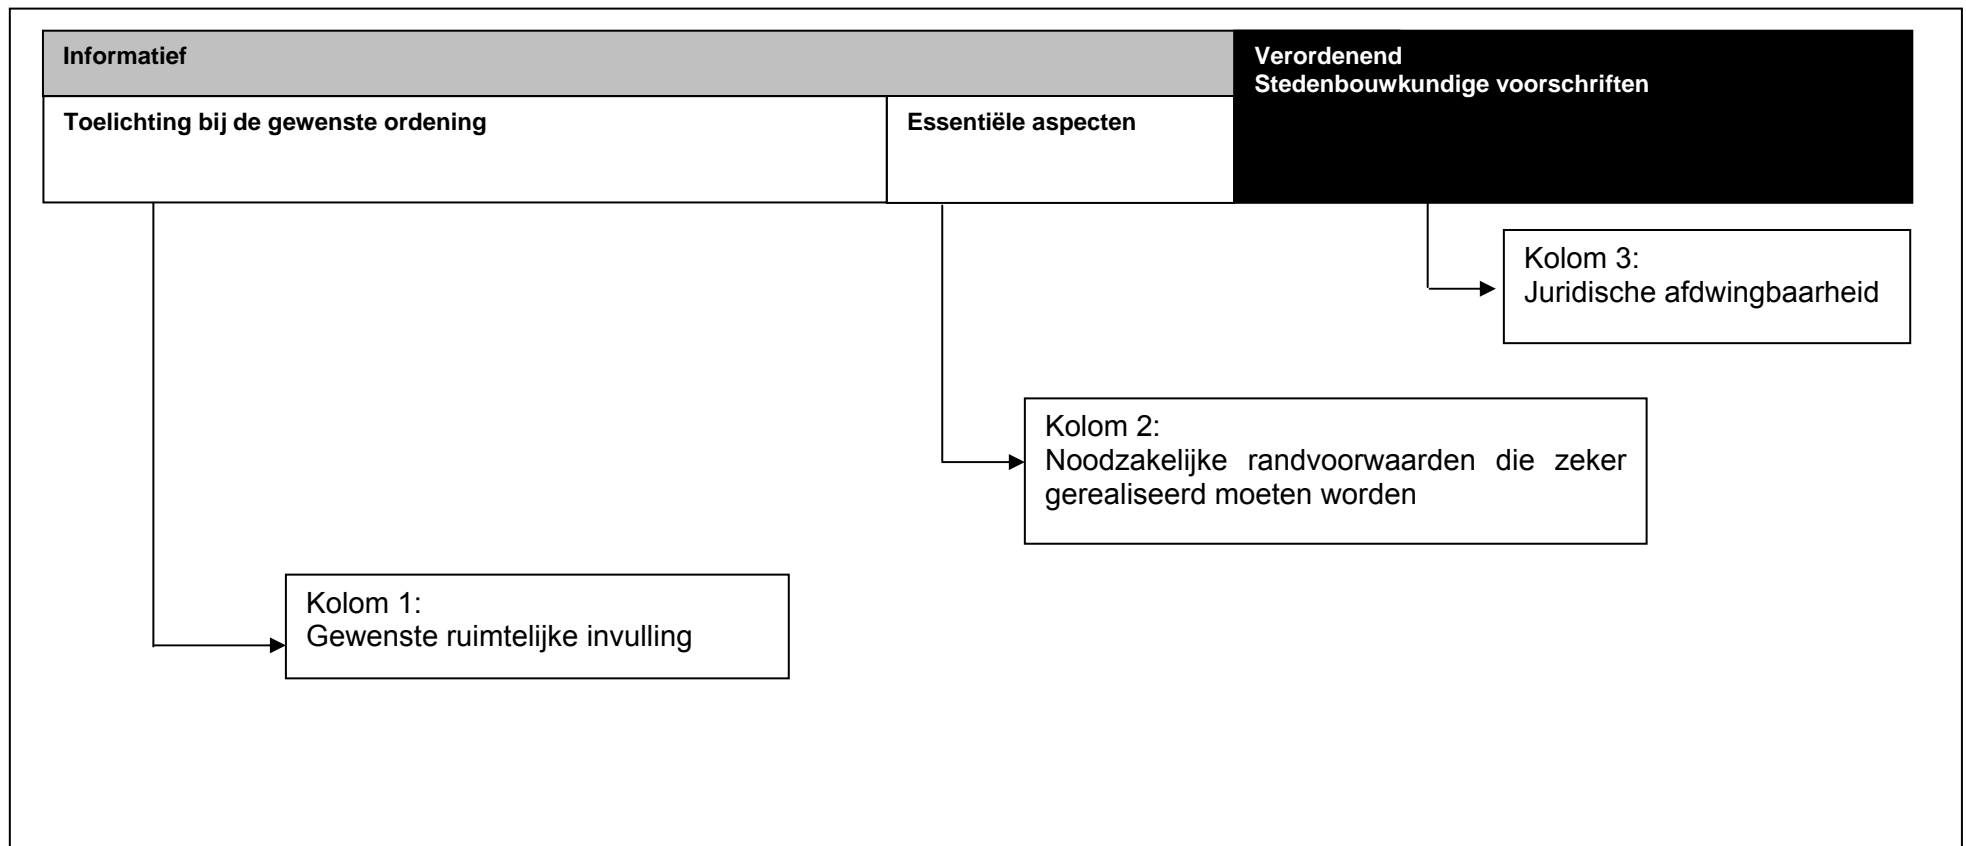 Informatief
Verordenend
Stedenbouwkundige voorschriften
Toelichting bij de gewenste ordening
Essentiële aspecten
Kolom 3:
Juridische afdwingbaarheid
Kolom 2:
Noodzakelijke randvoorwaarden die zeker
gerealiseerd moeten worden
Kolom 1:
Gewenste ruimtelijke invulling